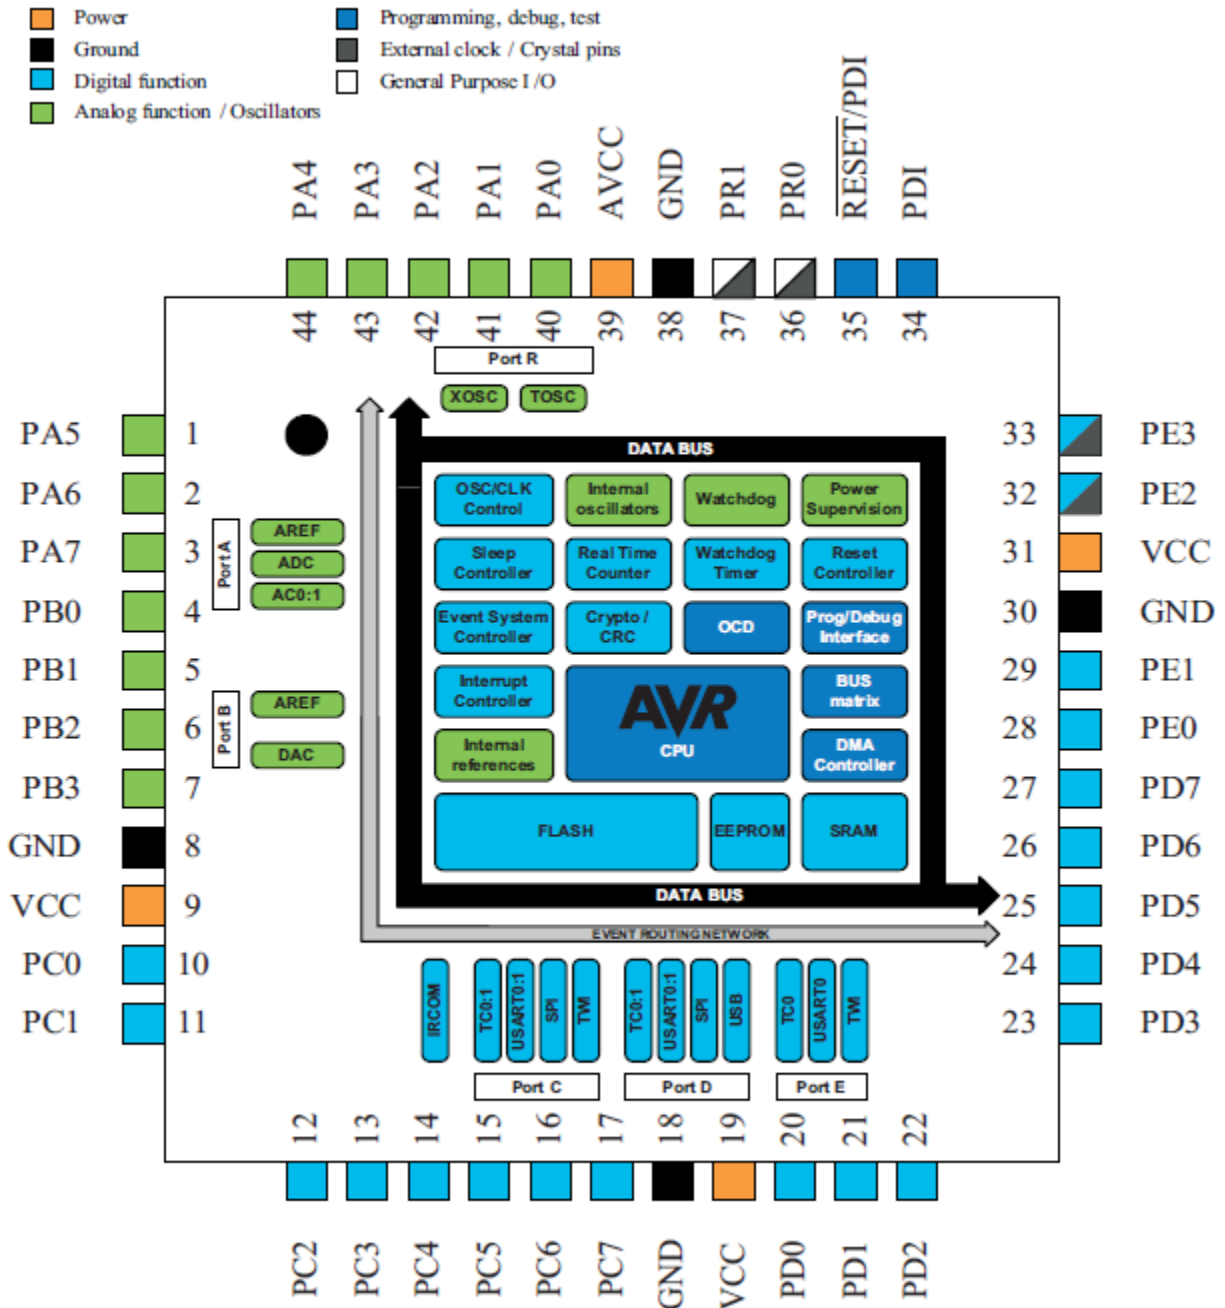 Power
Ground
Digital function
Analog function / Oscillators
Programming, debug, test
External clock / Crystal pins
General Purpose I/O
PA4
PA3
PA2
PA1
PA0
AVCC
GND
PR1
PR0
RESET/PDI
PDI
44
43
42
41
40
39
38
37
36
35
34
Port R
XOSC
TOSC
PA5
1
PA6
2
PA7
3
PB0
4
PB1
5
PB2
6
PB3
7
GND
8
VCC
9
PC0
10
PC1
11
Port A
AREF
ADC
AC0:1
Port B
AREF
DAC
DATA BUS
OSC/CLK
Control
Internal
oscillators
Watchdog
Power
Supervision
Sleep
Controller
Real Time
Counter
Watchdog
Timer
Reset
Controller
Event System
Controller
Crypto /
CRC
OCD
Prog/Debug
Interface
Interrupt
Controller
AVR
CPU
BUS
matrix
Internal
references
DMA
Controller
FLASH
EEPROM
SRAM
DATA BUS
EVENT ROUTING NETWORK
33
PE3
32
PE2
31
VCC
30
GND
29
PE1
28
PE0
27
PD7
26
PD6
25
PD5
24
PD4
23
PD3
IRCOM
TC0:1
USART0:1
SPI
TWI
TC0:1
USART0:1
SPI
USB
TC0
USART0
TWI
Port C
Port D
Port E
12
13
14
15
16
17
18
19
20
21
22
PC2
PC3
PC4
PC5
PC6
PC7
GND
VCC
PD0
PD1
PD2